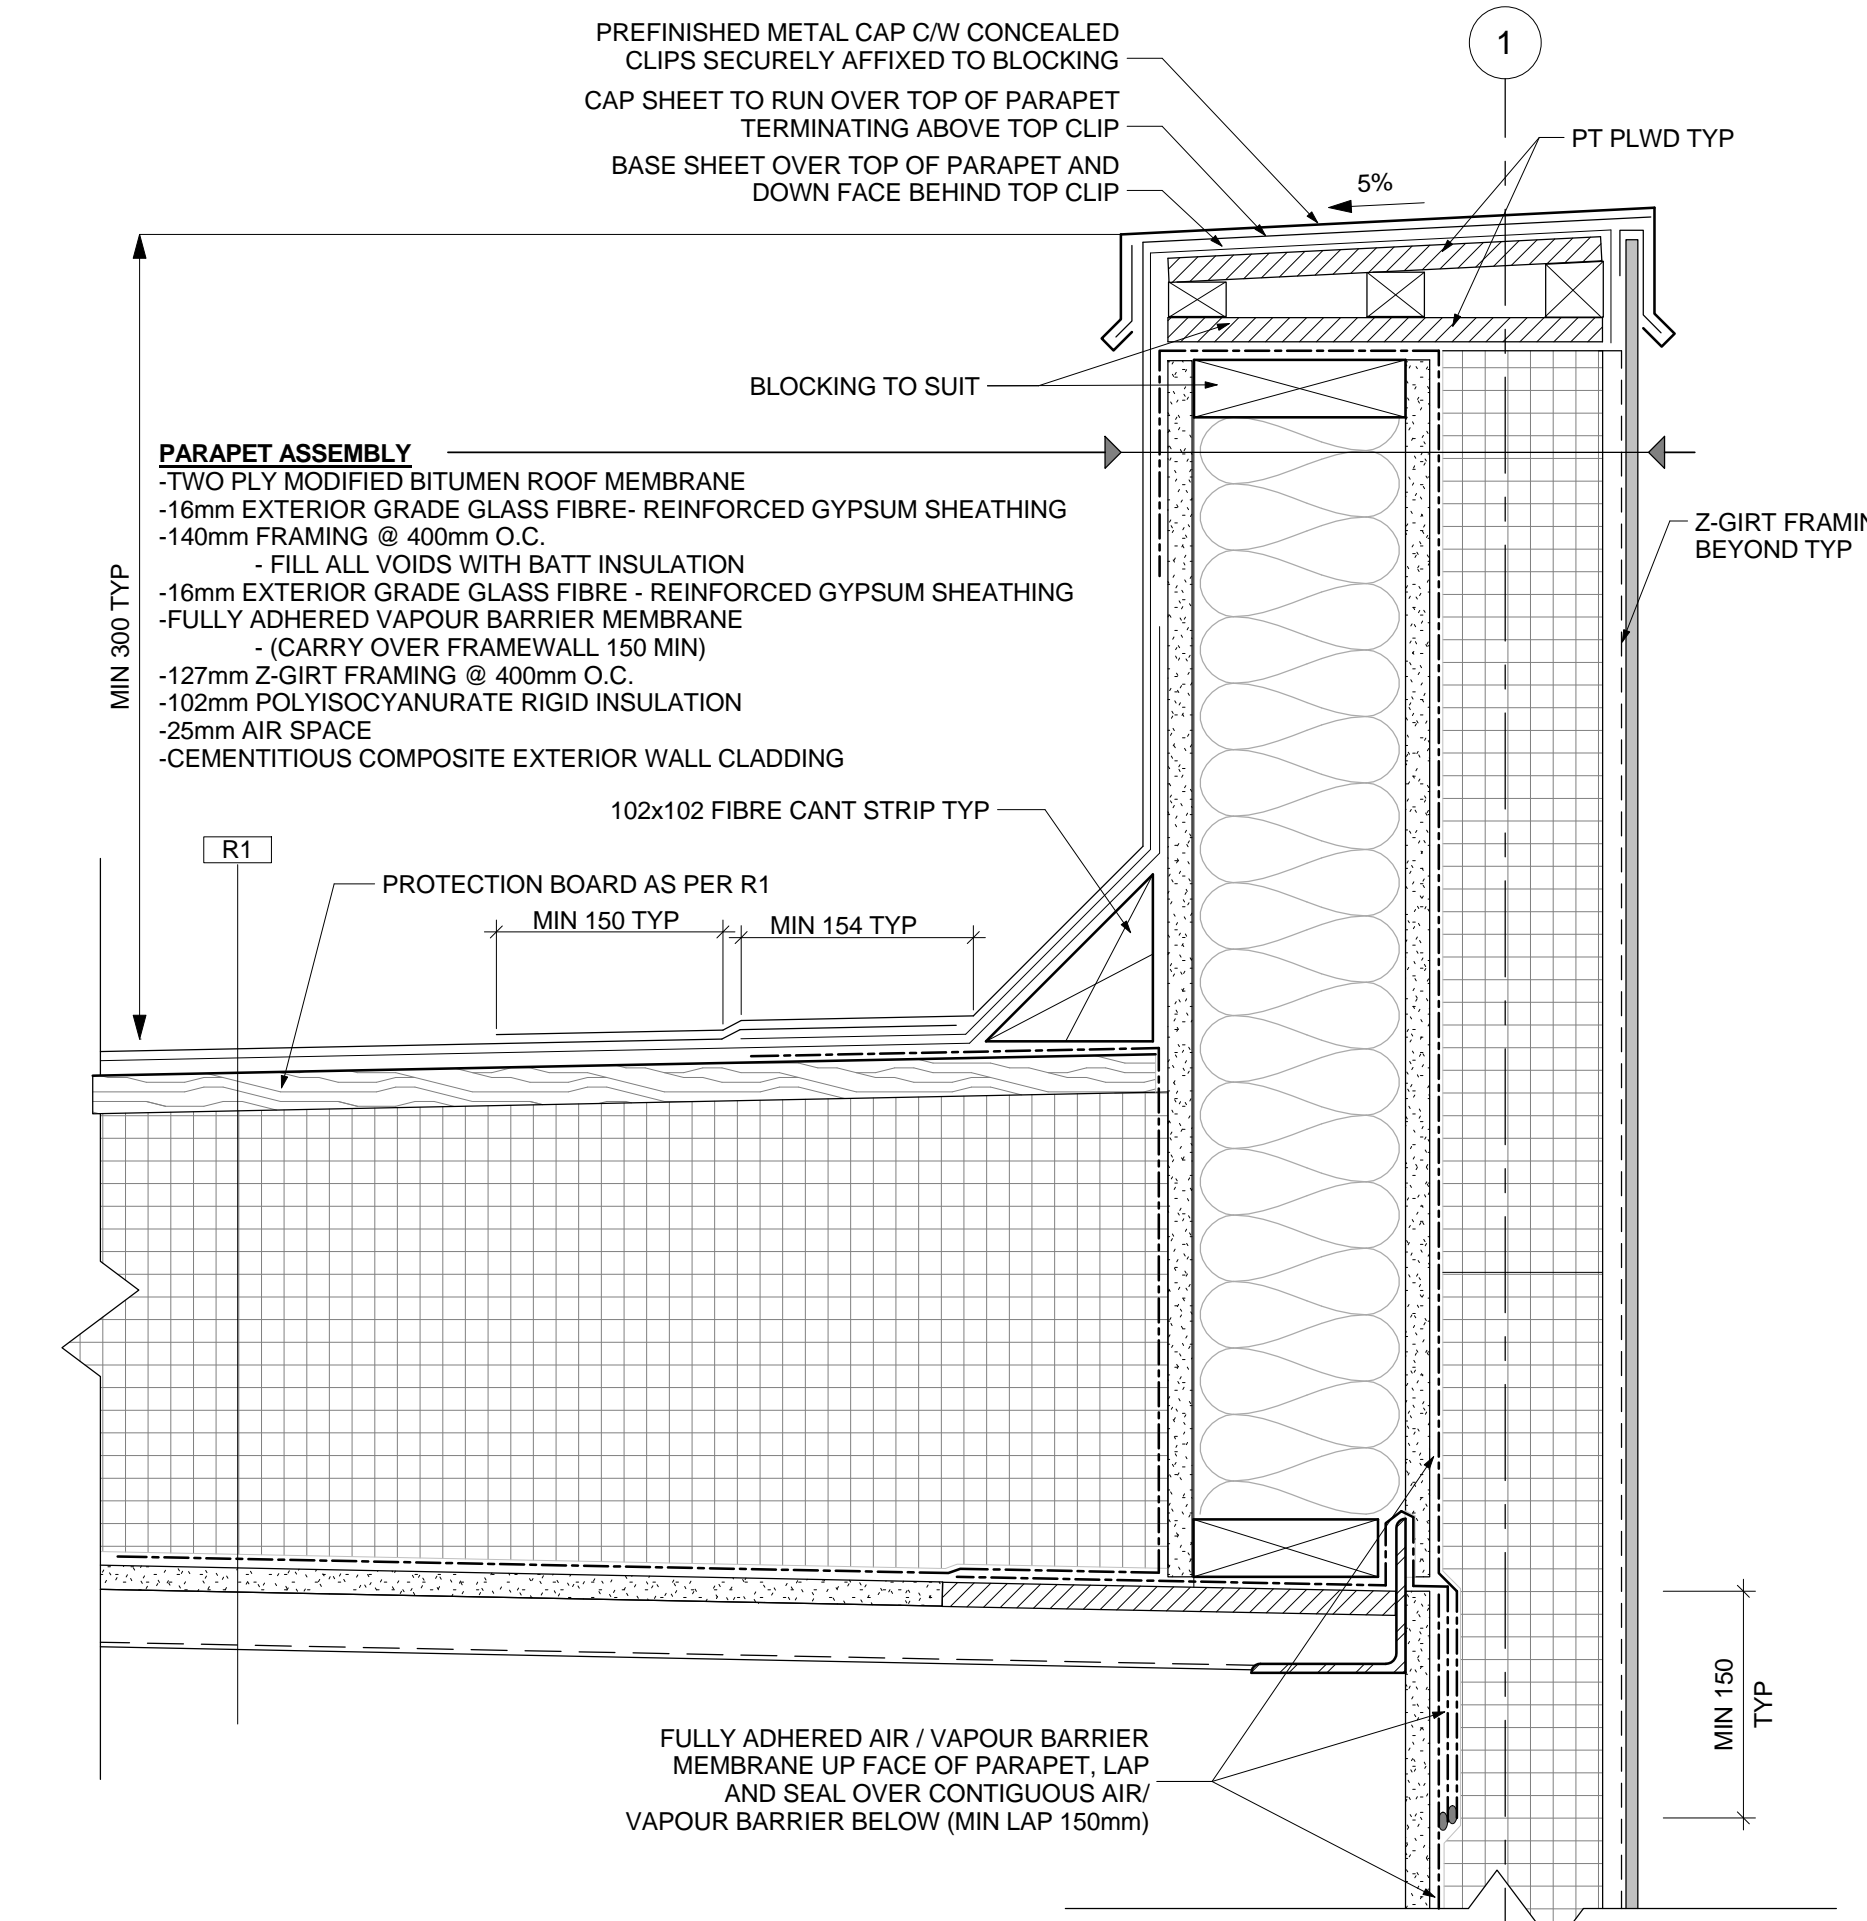 PREFINISHED METAL CAP C/W CONCEALED
CLIPS SECURELY AFFIXED TO BLOCKING
1
CAP SHEET TO RUN OVER TOP OF PARAPET
TERMINATING ABOVE TOP CLIP
PT PLWD TYP
BASE SHEET OVER TOP OF PARAPET AND
DOWN FACE BEHIND TOP CLIP
5%
BLOCKING TO SUIT
PARAPET ASSEMBLY
-TWO PLY MODIFIED BITUMEN ROOF MEMBRANE
-16mm EXTERIOR GRADE GLASS FIBRE- REINFORCED GYPSUM SHEATHING
-140mm FRAMING @ 400mm O.C.
- FILL ALL VOIDS WITH BATT INSULATION
-16mm EXTERIOR GRADE GLASS FIBRE - REINFORCED GYPSUM SHEATHING
-FULLY ADHERED VAPOUR BARRIER MEMBRANE
- (CARRY OVER FRAMEWALL 150 MIN)
-127mm Z-GIRT FRAMING @ 400mm O.C.
-102mm POLYISOCYANURATE RIGID INSULATION
-25mm AIR SPACE
-CEMENTITIOUS COMPOSITE EXTERIOR WALL CLADDING
Z-GIRT FRAMIN
BEYOND TYP
MIN 300 TYP
102x102 FIBRE CANT STRIP TYP
R1
PROTECTION BOARD AS PER R1
MIN 150 TYP
MIN 154 TYP
MIN 150
TYP
FULLY ADHERED AIR / VAPOUR BARRIER
MEMBRANE UP FACE OF PARAPET, LAP
AND SEAL OVER CONTIGUOUS AIR/
VAPOUR BARRIER BELOW (MIN LAP 150mm)